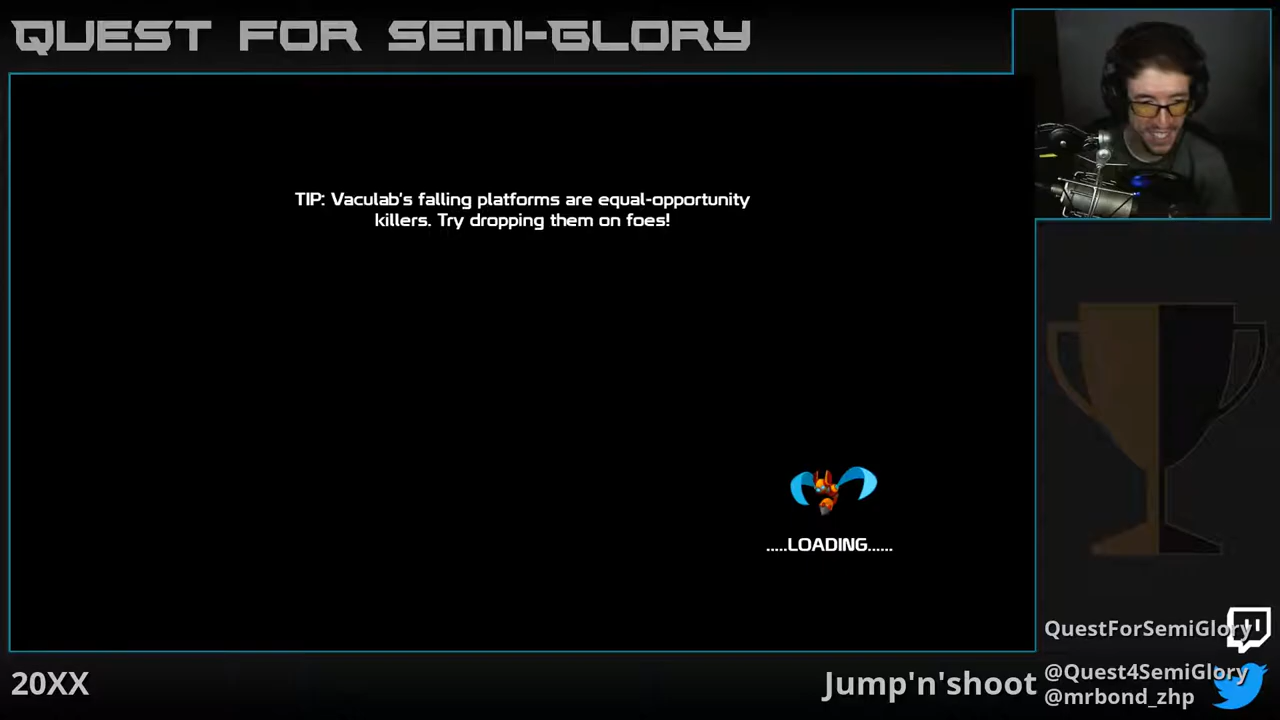 QUEST FOR SEMI-GLORY
TIP: Vaculab's falling platforms are equal-opportunity
killers. Try dropping them on foes!
.....LOADING......
QuestForSemiGlory
@Quest4SemiGlory
@mrbond_zhp
20XX
Jump'n'shoot